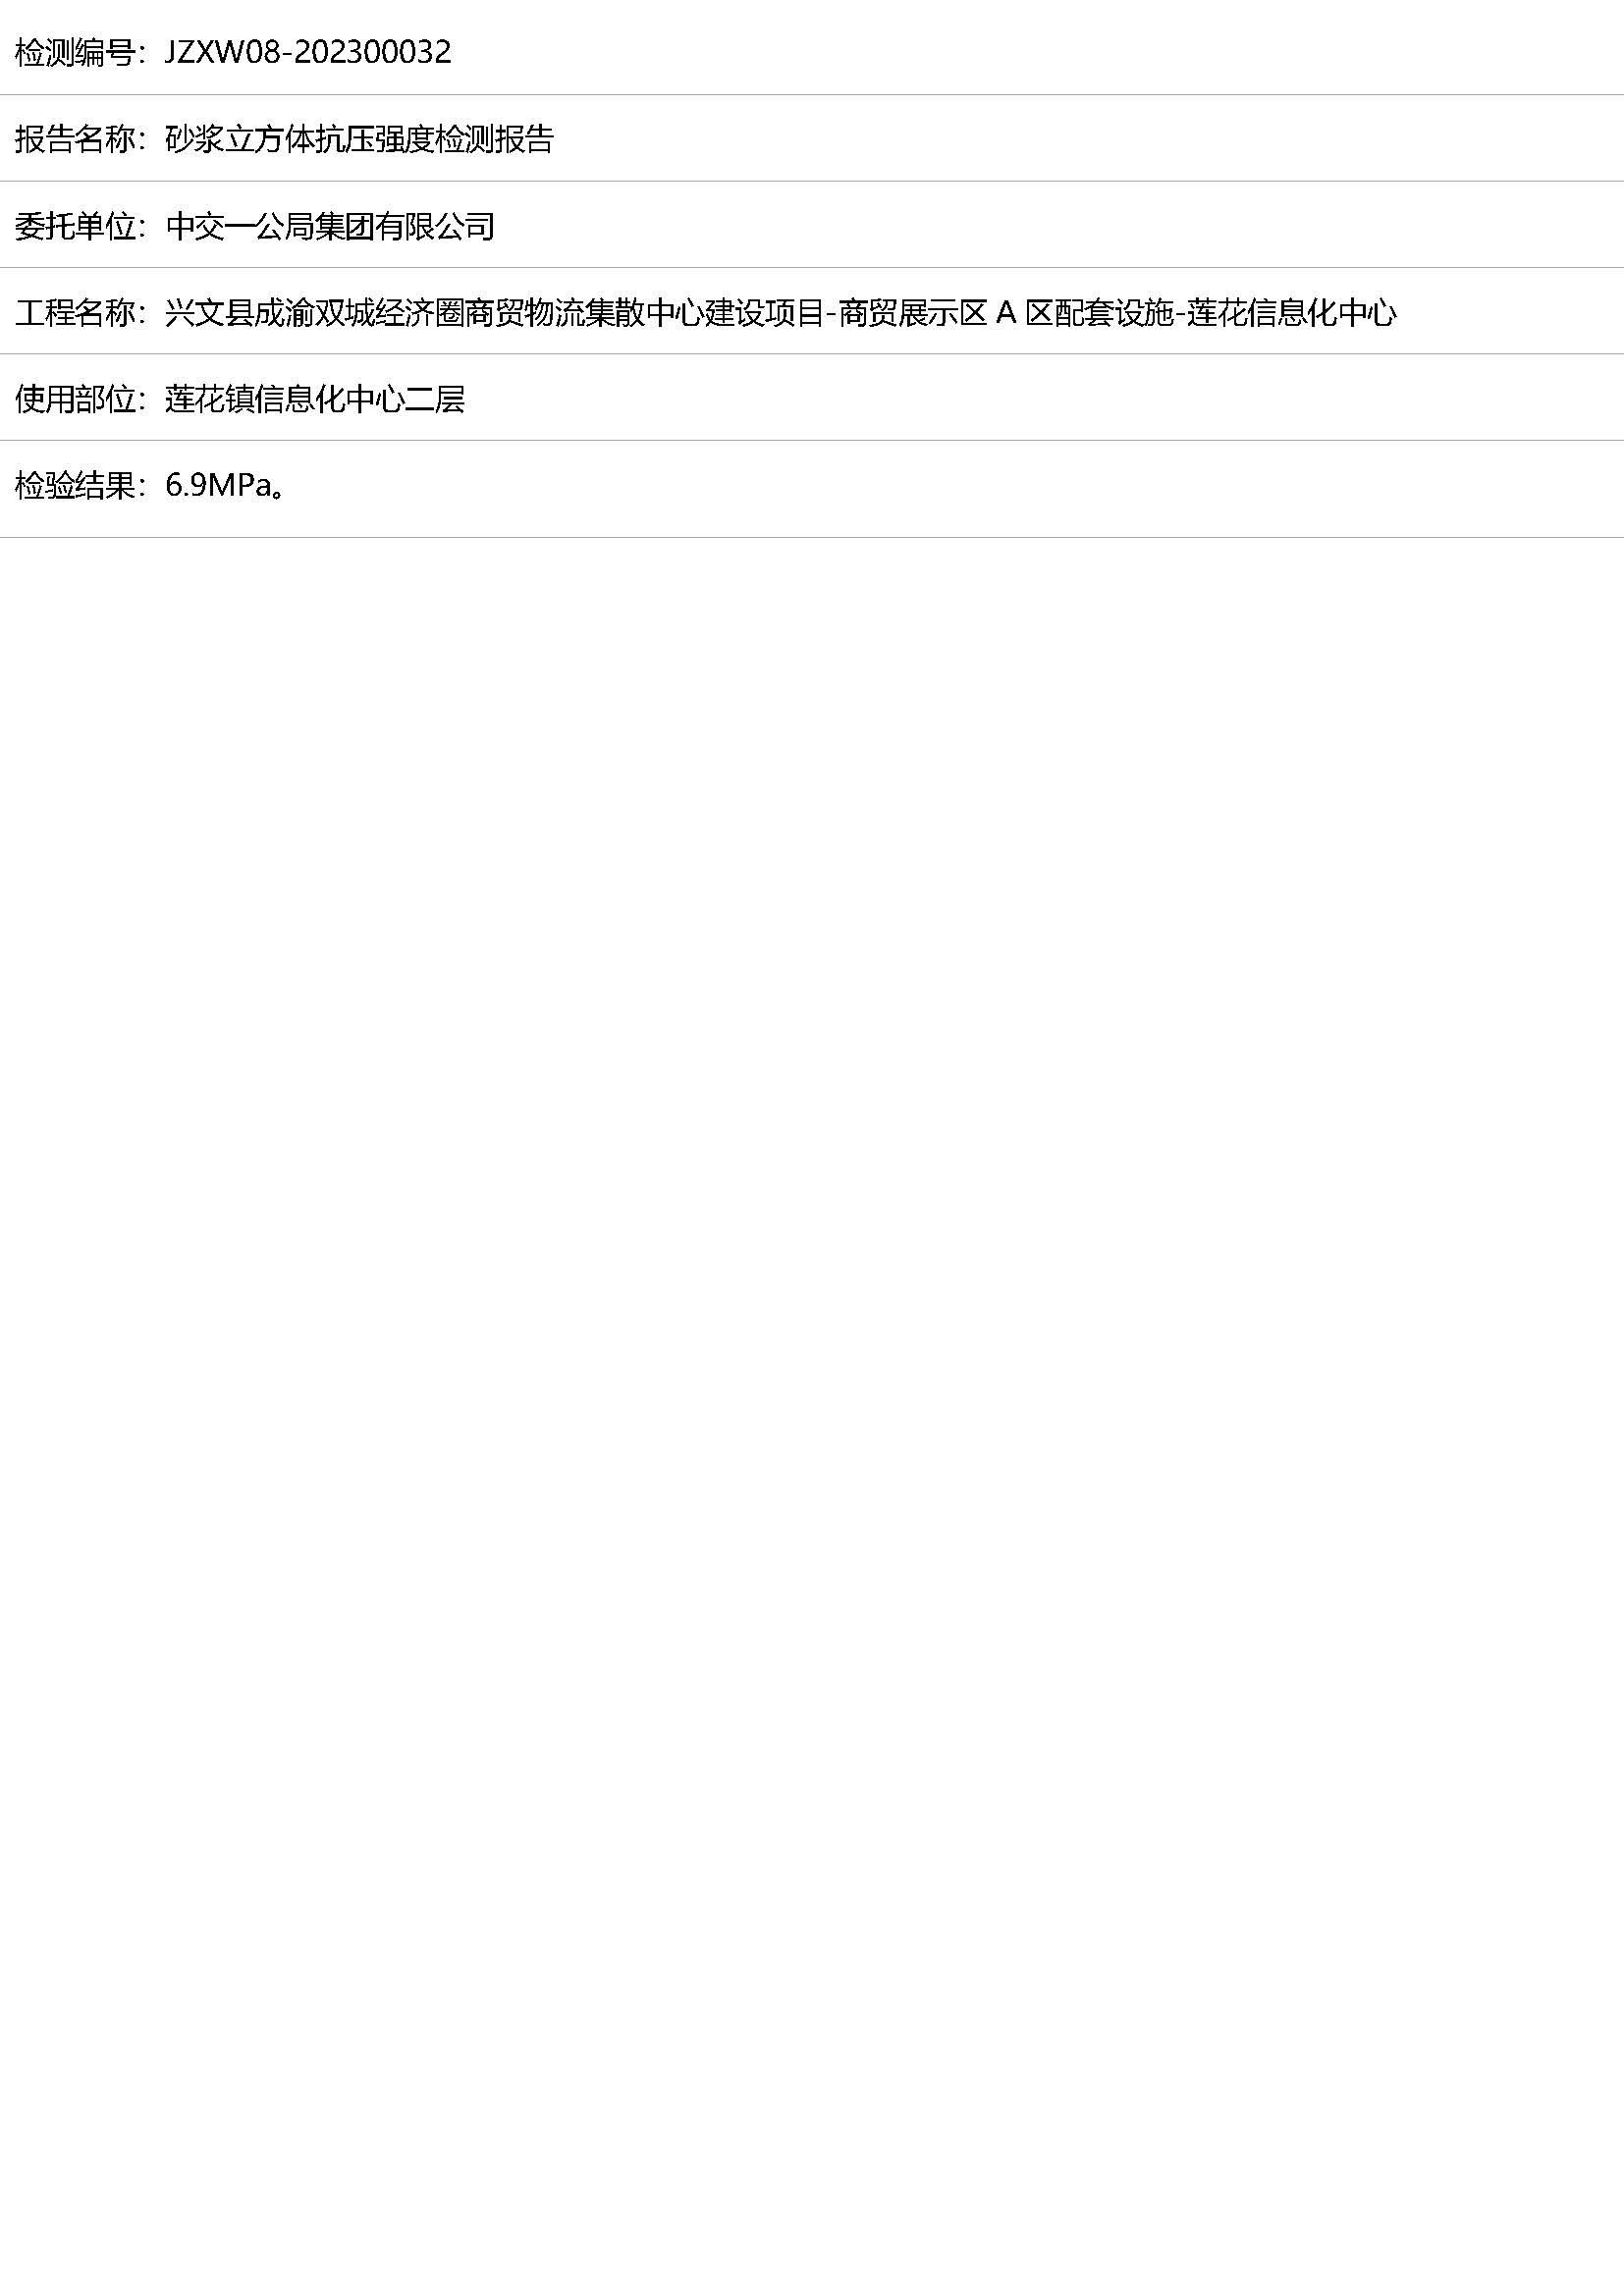 检测编号：JZXW08-202300032
报告名称：砂浆立方体抗压强度检测报告
委托单位：中交一公局集团有限公司
工程名称：兴文县成渝双城经济圈商贸物流集散中心建设项目-商贸展示区 A 区配套设施-莲花信息化中心
使用部位：莲花镇信息化中心二层
检验结果：6.9MPa。